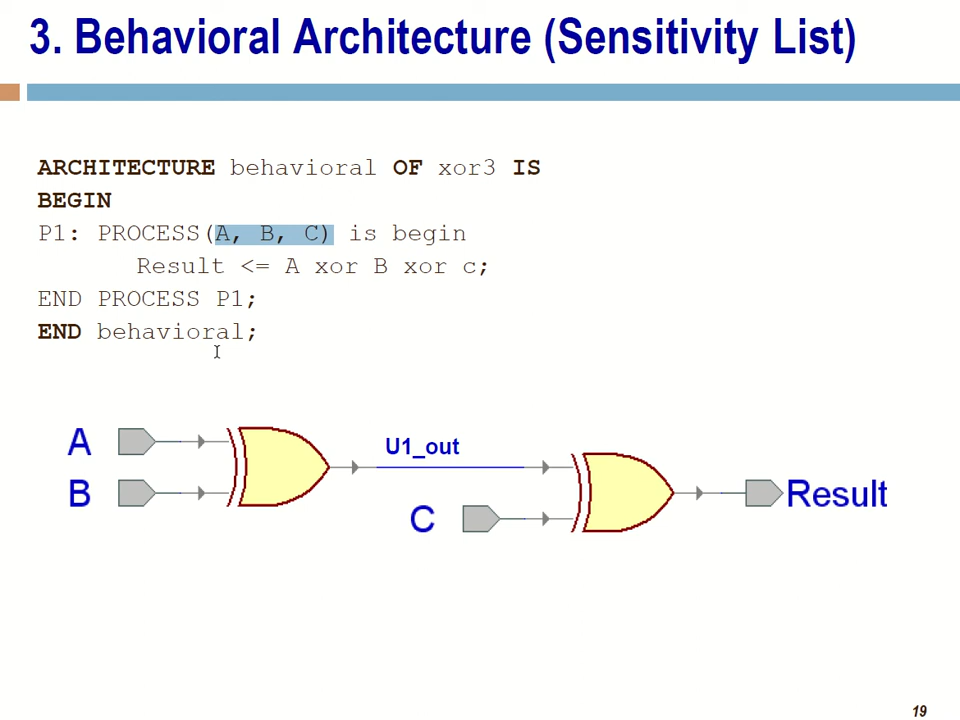 3. Behavioral Architecture (Sensitivity List)
ARCHITECTURE behavioral OF xor3 IS
BEGIN
P1: PROCESS(A, B, C) is begin
Result <= A xor B xor c;
END PROCESS P1;
END behavioral;
A
B
U1_out
C
Result
19